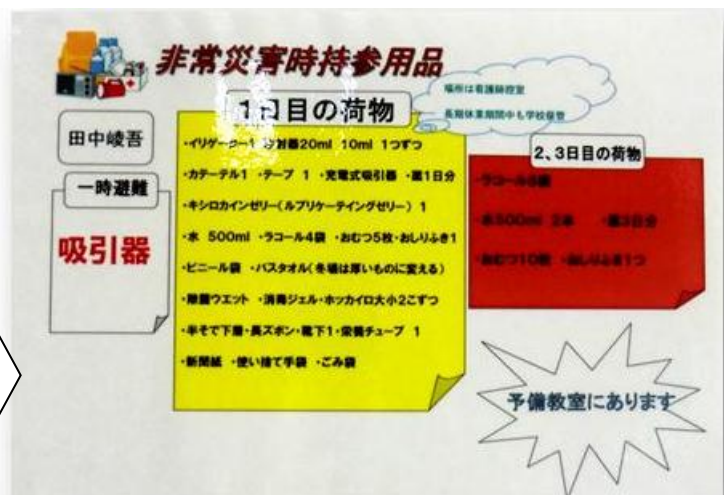 非常災害時持参用品
場所は看護師控室
長期休業期間中も学校保管
田中崚吾
一時避難
吸引器
1日目の荷物
・イリゲーター1 注射器20ml 10ml 1つずつ
・カテーテル1 ・テープ 1 ・充電式吸引器 ・薬1日分
・キシロカインゼリー(ルブリケーティングゼリー) 1
・水 500ml ・ラコール4袋 ・おむつ5枚・おしりふき1
・ビニール袋 ・バスタオル(冬場は厚いものに変える)
・除菌ウエット ・消毒ジェル・ホッカイロ大小2こずつ
・半そで下着・長ズボン・靴下1・栄養チューブ 1
・新聞紙 ・使い捨て手袋 ・ごみ袋
2、3日目の荷物
・水500ml 2本 ・薬3日分
・おむつ10枚 ・おしりふき1つ
予備教室にあります